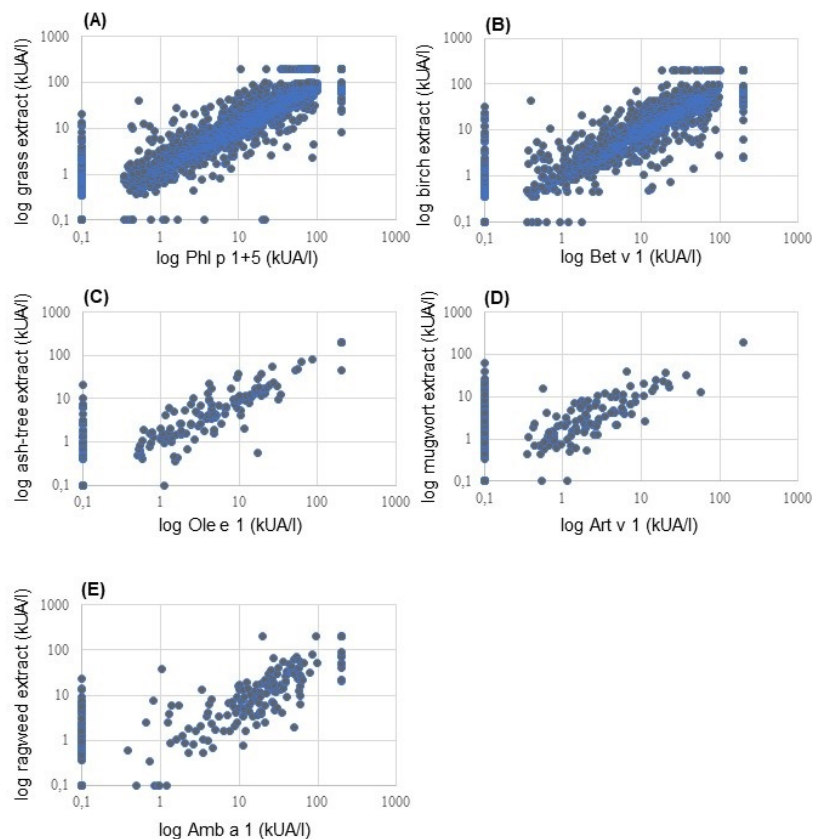 (A)
log grass extract (kUA/l)
1000
100
10
1
0,1
0,1 1 10 100 1000
log Phl p 1+5 (kUA/l)
(B)
log birch extract (kUA/l)
1000
100
10
1
0,1
0,1 1 10 100 1000
log Bet v 1 (kUA/l)
(C)
log ash-tree extract (kUA/l)
1000
100
10
1
0,1
0,1 1 10 100 1000
log Ole e 1 (kUA/l)
(D)
log mugwort extract (kUA/l)
1000
100
10
1
0,1
0,1 1 10 100 1000
log Art v 1 (kUA/l)
(E)
log ragweed extract (kUA/l)
1000
100
10
1
0,1
0,1 1 10 100 1000
log Amb a 1 (kUA/l)